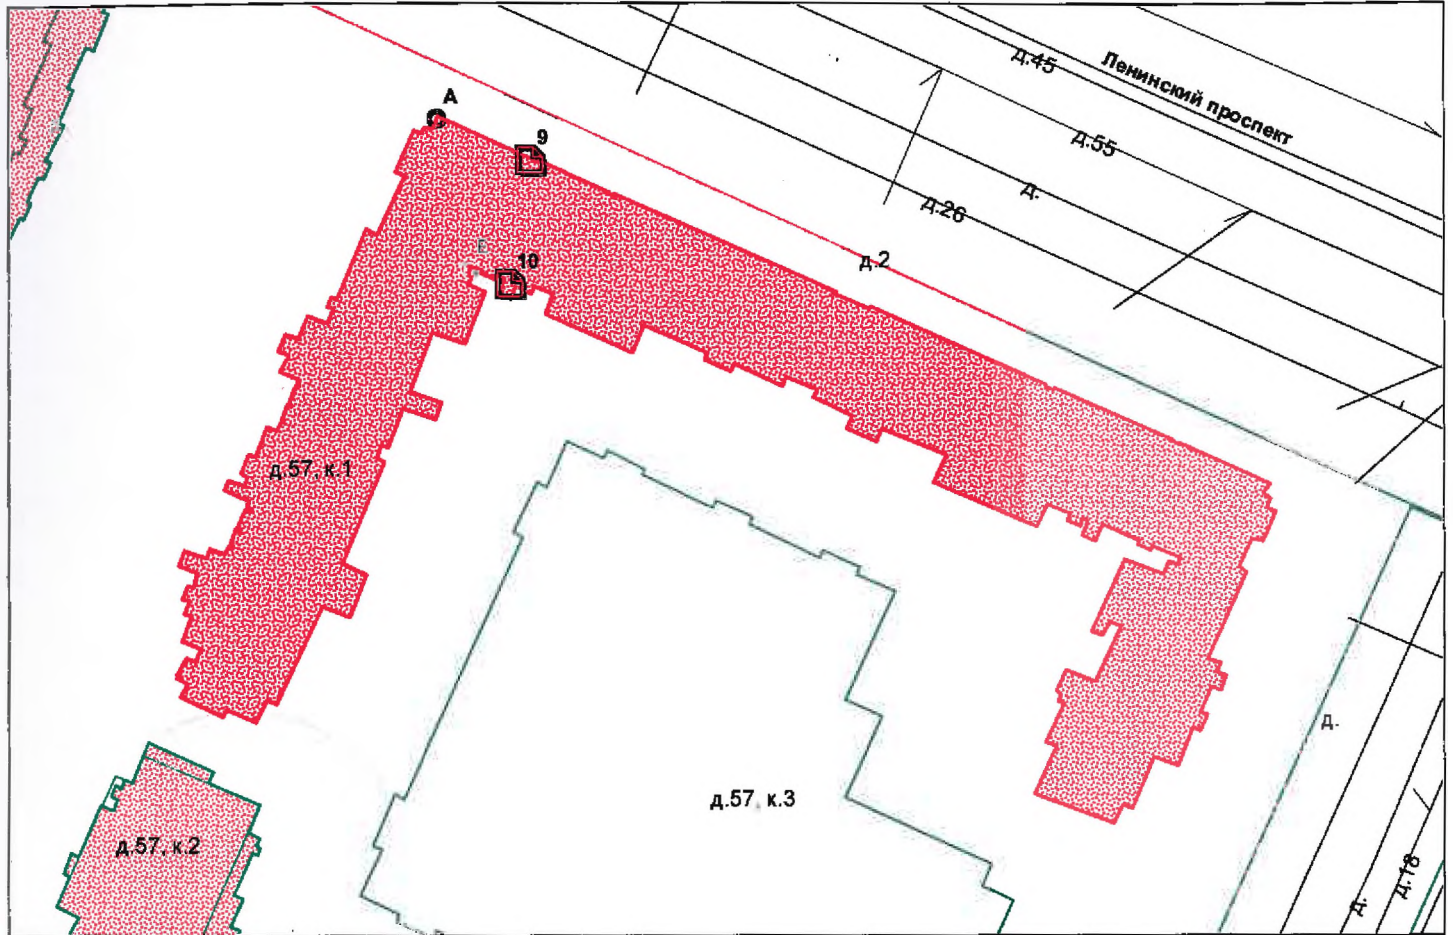 д.45
Ленинский проспект
А
9
д.55
д.
д.26
Е
10
д.2
д.57, к.1
д.
д.57, к.3
д.57, к.2
д.18
д.